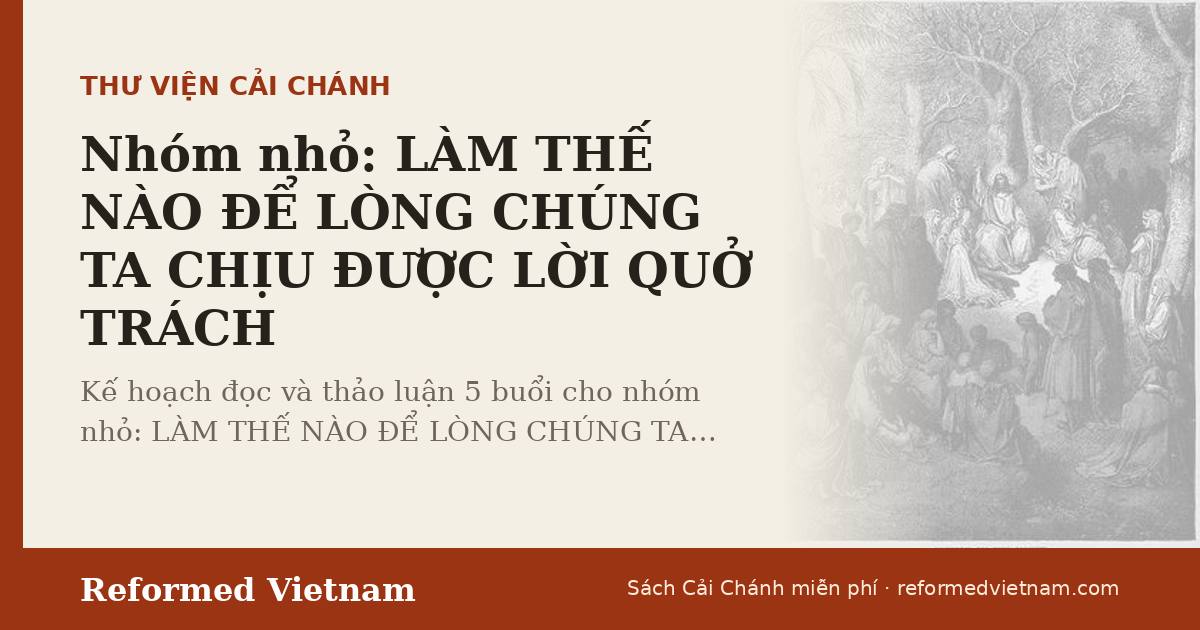 THƯ VIỆN CẢI CHÁNH
Nhóm nhỏ: LÀM THẾ
NÀO ĐỂ LÒNG CHÚNG
TA CHỊU ĐƯỢC LỜI QUỞ
TRÁCH
Kế hoạch đọc và thảo luận 5 buổi cho nhóm
nhỏ: LÀM THẾ NÀO ĐỂ LÒNG CHÚNG TA...
Reformed Vietnam
Sách Cải Chánh miễn phí · reformedvietnam.com